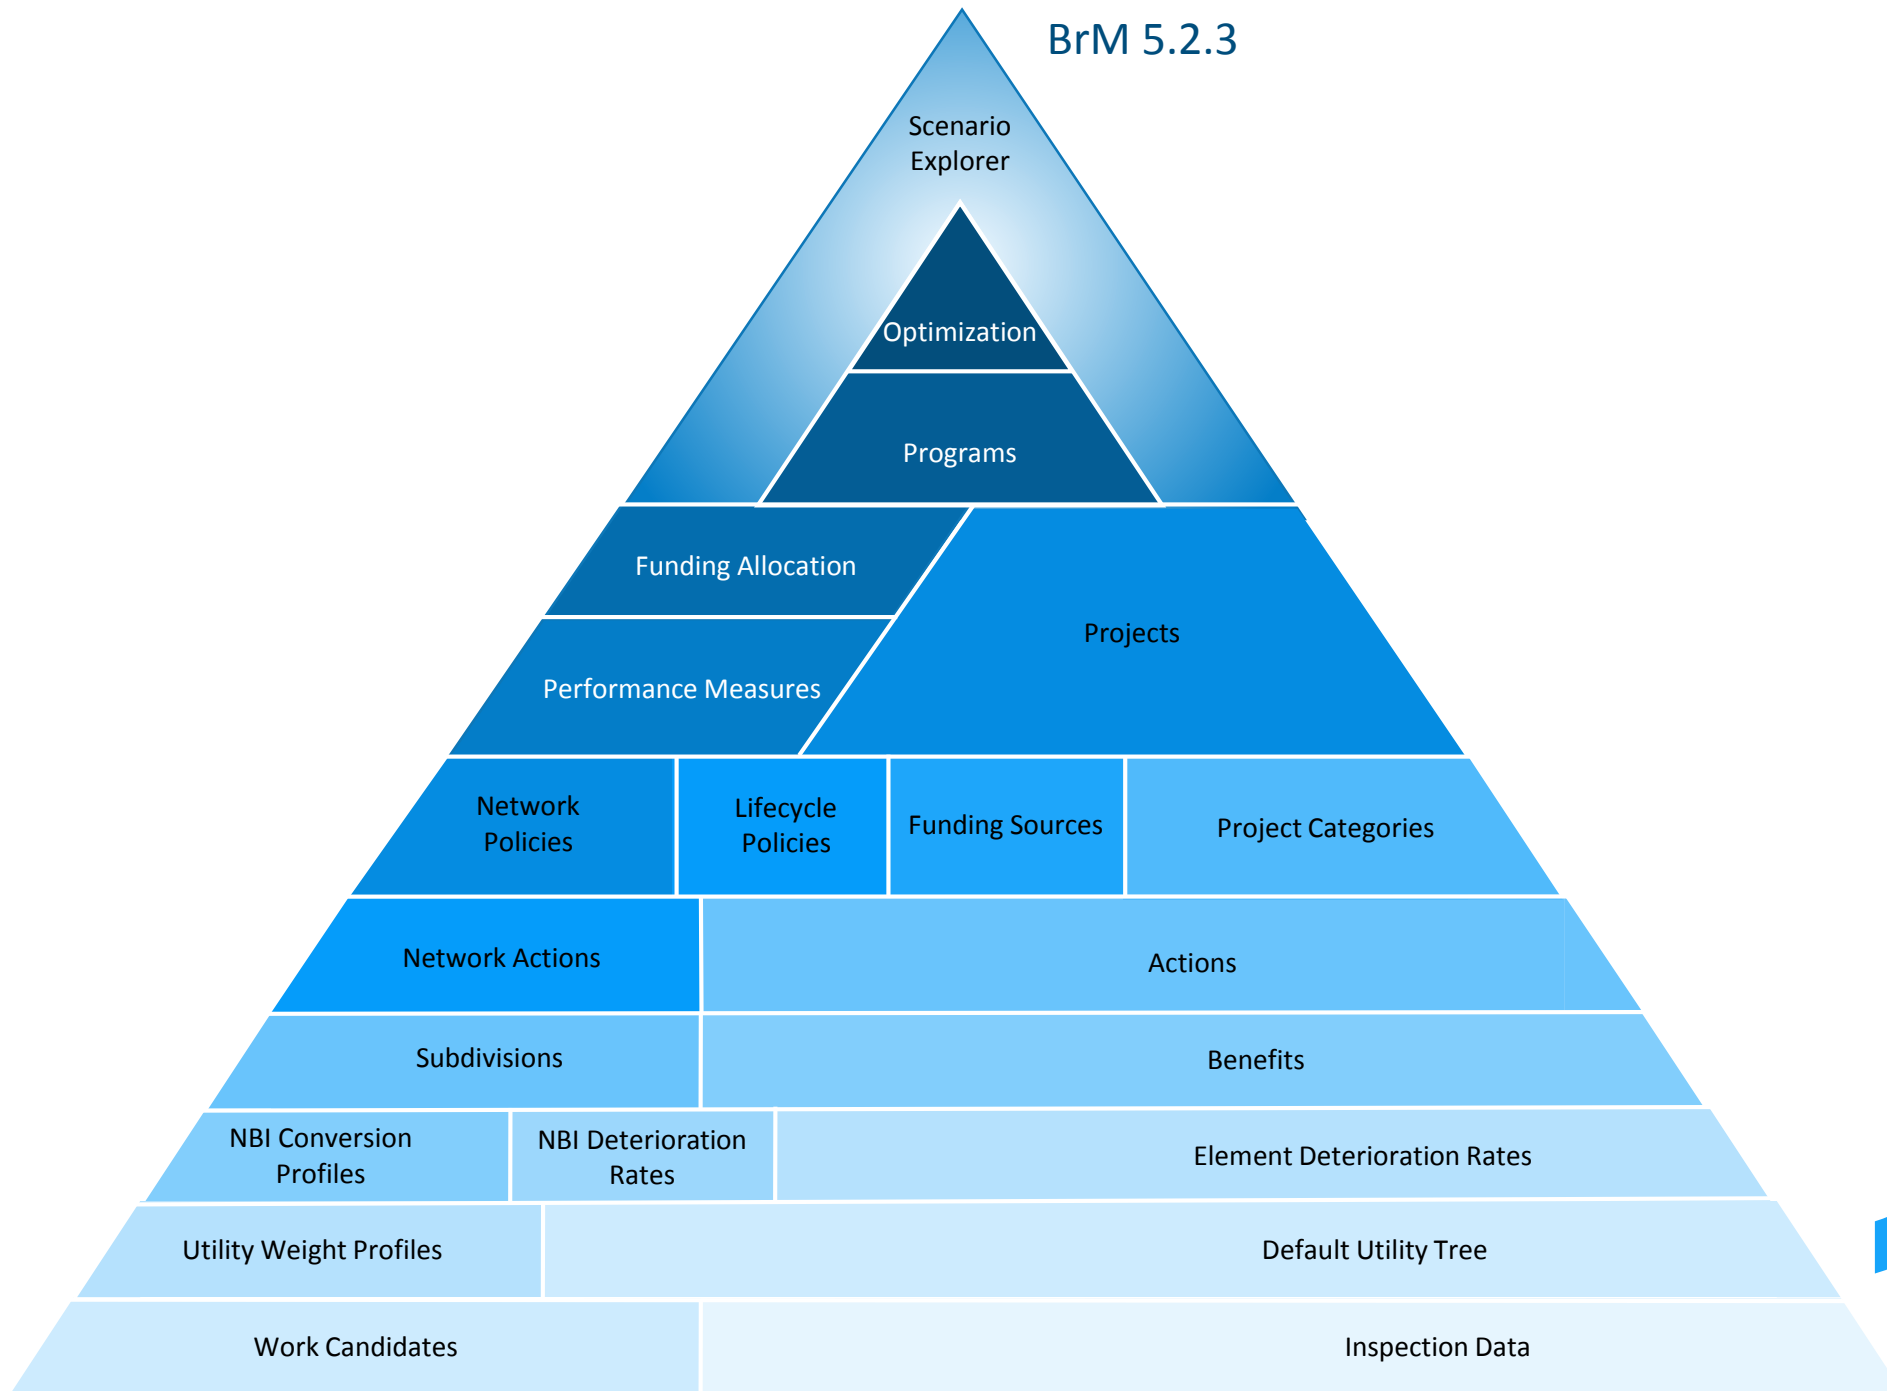 BrM 5.2.3
Scenario
Explorer
Optimization
Programs
Funding Allocation
Projects
Performance Measures
Network
Policies
Lifecycle
Policies
Funding Sources
Project Categories
Network Actions
Actions
Subdivisions
Benefits
NBI Conversion
Profiles
NBI Deterioration
Rates
Element Deterioration Rates
Utility Weight Profiles
Default Utility Tree
Work Candidates
Inspection Data